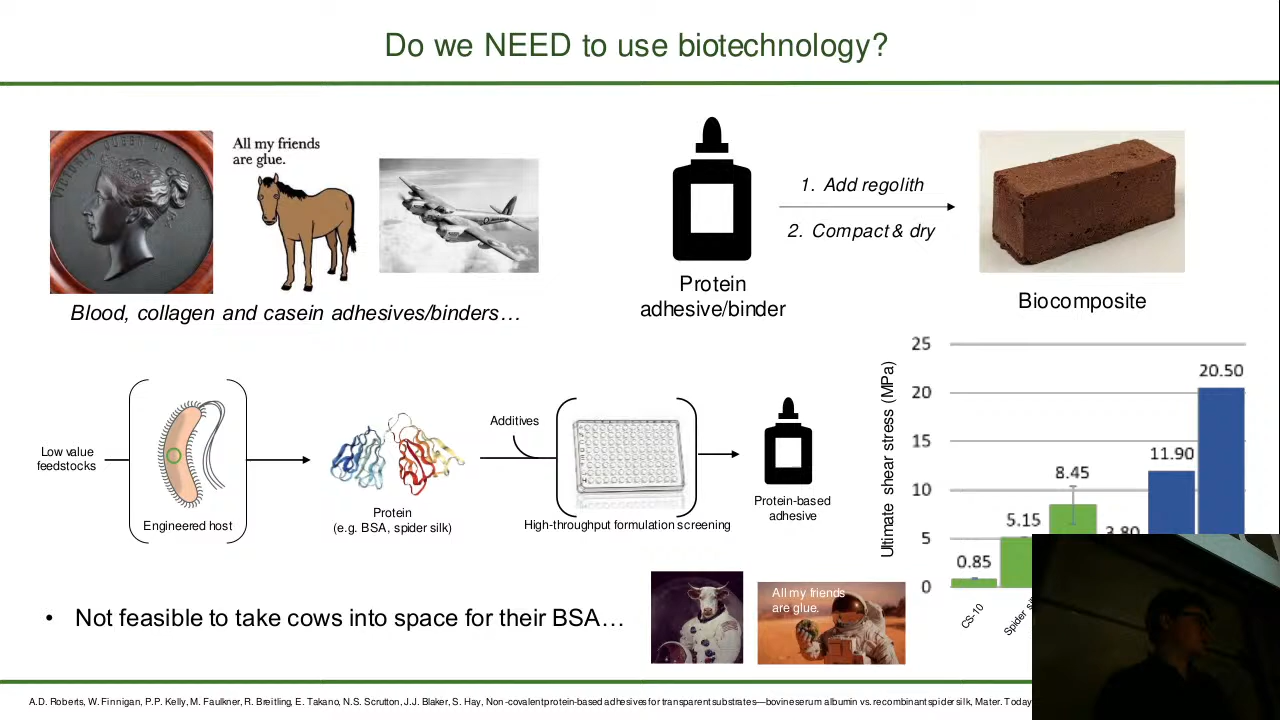 Do we NEED to use biotechnology?
All my friends
are glue.
Blood, collagen and casein adhesives/binders…
Protein
adhesive/binder
1. Add regolith
2. Compact & dry
Biocomposite
Low value
feedstocks
Engineered host
Protein
(e.g. BSA, spider silk)
Additives
High-throughput formulation screening
Protein-based
adhesive
Ultimate shear stress (MPa)
25
20
15
10
5
0
0.85
5.15
8.45
3.80
11.90
20.50
CS-10
Spider
• Not feasible to take cows into space for their BSA…
All my friends
are glue.
A.D. Roberts, W. Finnigan, P.P. Kelly, M. Faulkner, R. Breitling, E. Takano, N.S. Scrutton, J.J. Blaker, S. Hay, Non-covalent protein-based adhesives for transparent substrates—bovine serum albumin vs. recombinant spider silk, Mater. Today